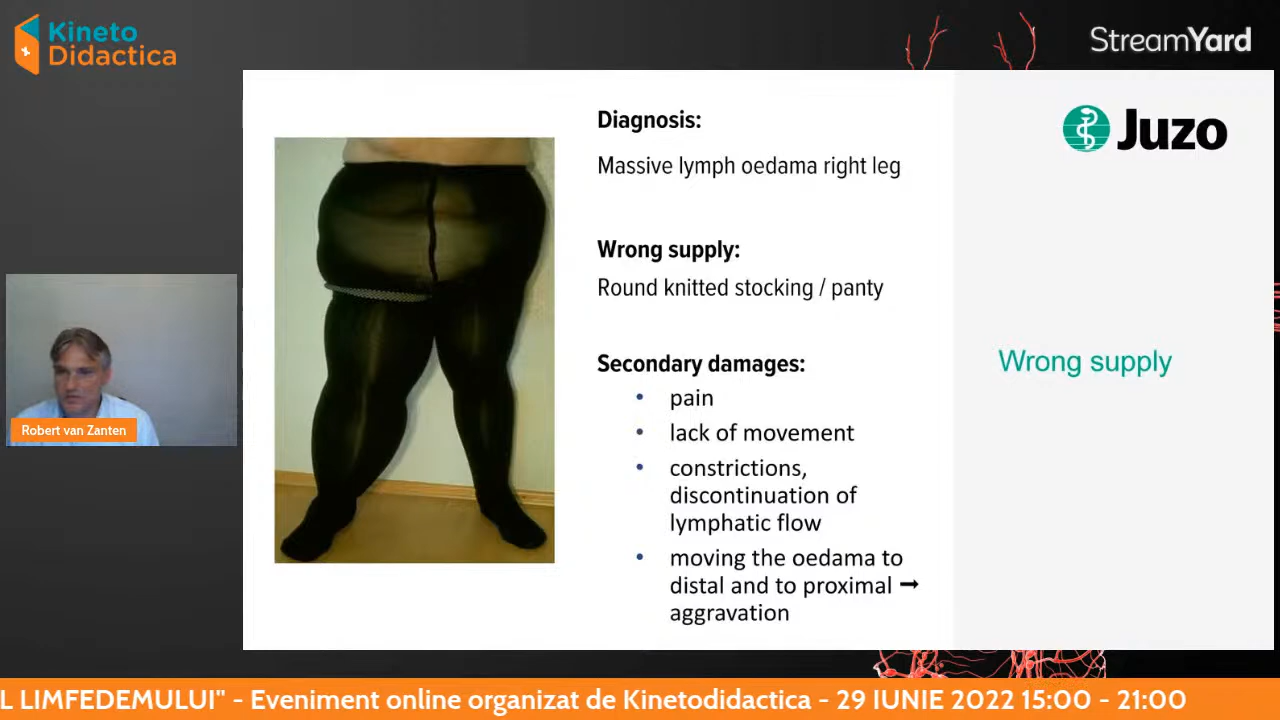 Kineto
Didactica
StreamYard
Diagnosis:
Massive lymph oedama right leg
Wrong supply:
Round knitted stocking / panty
Secondary damages:
• pain
• lack of movement
• constrictions,
discontinuation of
lymphatic flow
• moving the oedama to
distal and to proximal ➞
aggravation
Juzo
Wrong supply
Robert van Zanten
L LIMFEDEMULUI" - Eveniment online organizat de Kinetodidactica - 29 IUNIE 2022 15:00 - 21:00